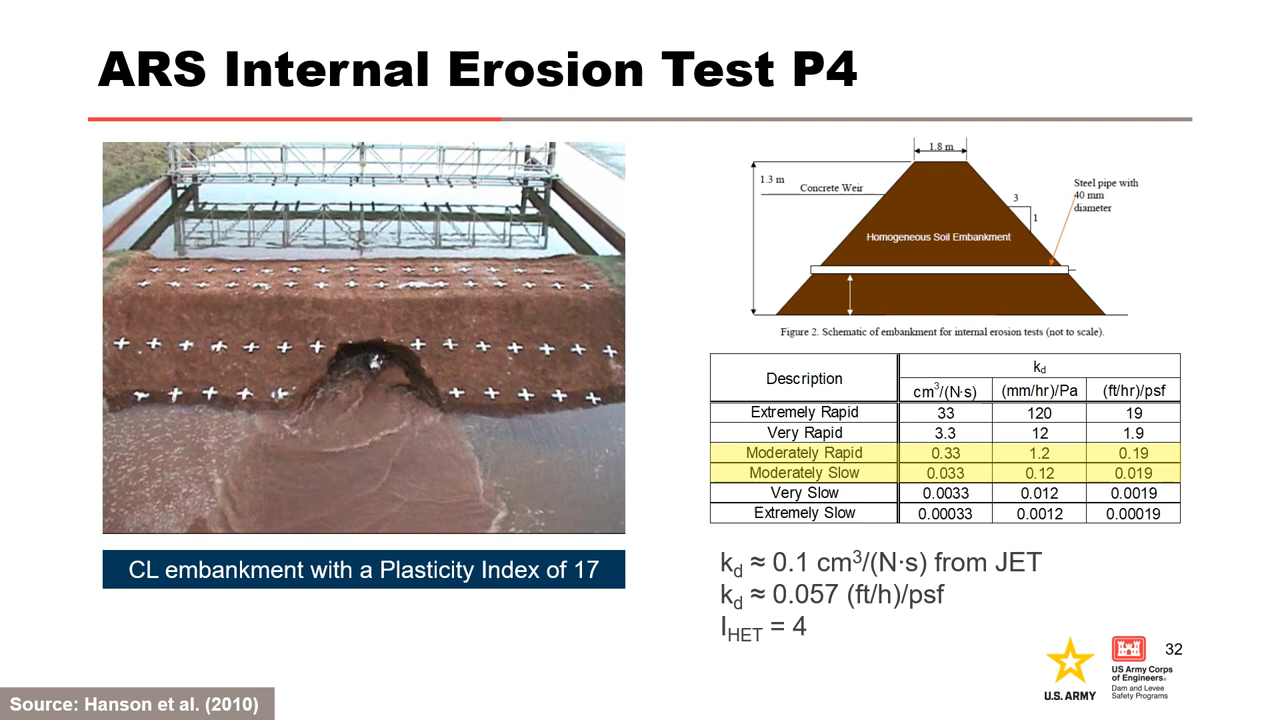 ARS Internal Erosion Test P4
1.8 m
1.3 m
Concrete Weir
Steel pipe with
40 mm
diameter
3
1
Homogeneous Soil Embankment
Figure 2. Schematic of embankment for internal erosion tests (not to scale).
Description kd
cm³/(N·s) (mm/hr)/Pa (ft/hr)/psf
Extremely Rapid 33 120 19
Very Rapid 3.3 12 1.9
Moderately Rapid 0.33 1.2 0.19
Moderately Slow 0.033 0.12 0.019
Very Slow 0.0033 0.012 0.0019
Extremely Slow 0.00033 0.0012 0.00019
CL embankment with a Plasticity Index of 17
kd ≈ 0.1 cm³/(N·s) from JET
kd ≈ 0.057 (ft/h)/psf
IHET = 4
32
U.S. ARMY
US Army Corps
of Engineers®
Dam and Levee
Safety Programs
Source: Hanson et al. (2010)